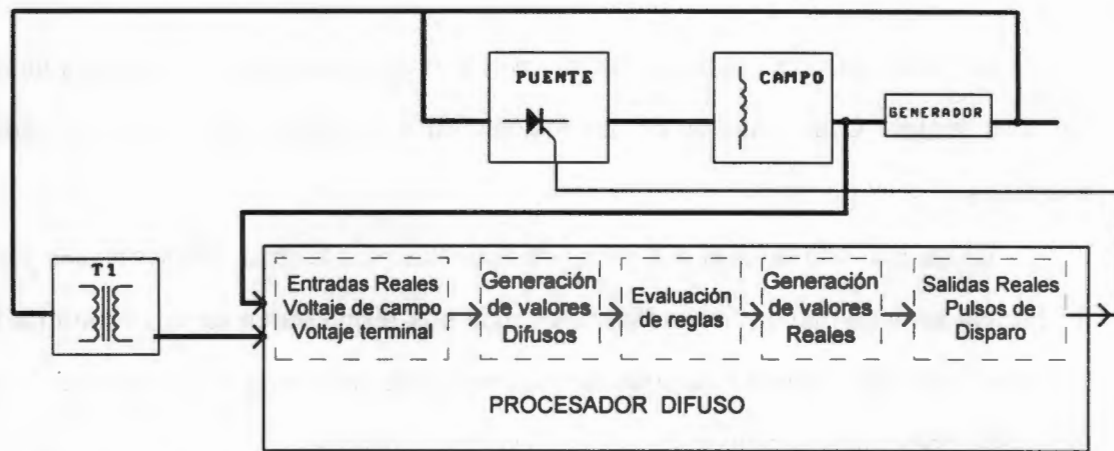 PUENTE
CAMPO
GENERADOR
T1
Entradas Reales
Voltaje de campo
Voltaje terminal
Generación
de valores
Difusos
Evaluación
de reglas
Generación
de valores
Reales
Salidas Reales
Pulsos de
Disparo
PROCESADOR DIFUSO